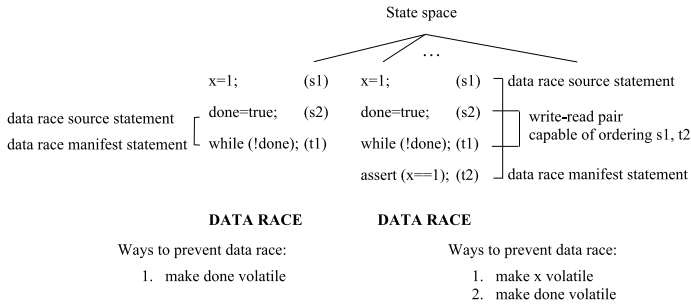 State space
…
x=1; (s1) x=1; (s1) data race source statement
data race source statement done=true; (s2) done=true; (s2) write-read pair
capable of ordering s1, t2
data race manifest statement while (!done); (t1) while (!done); (t1)
assert (x==1); (t2) data race manifest statement
DATA RACE DATA RACE
Ways to prevent data race: Ways to prevent data race:
1. make done volatile 1. make x volatile
2. make done volatile